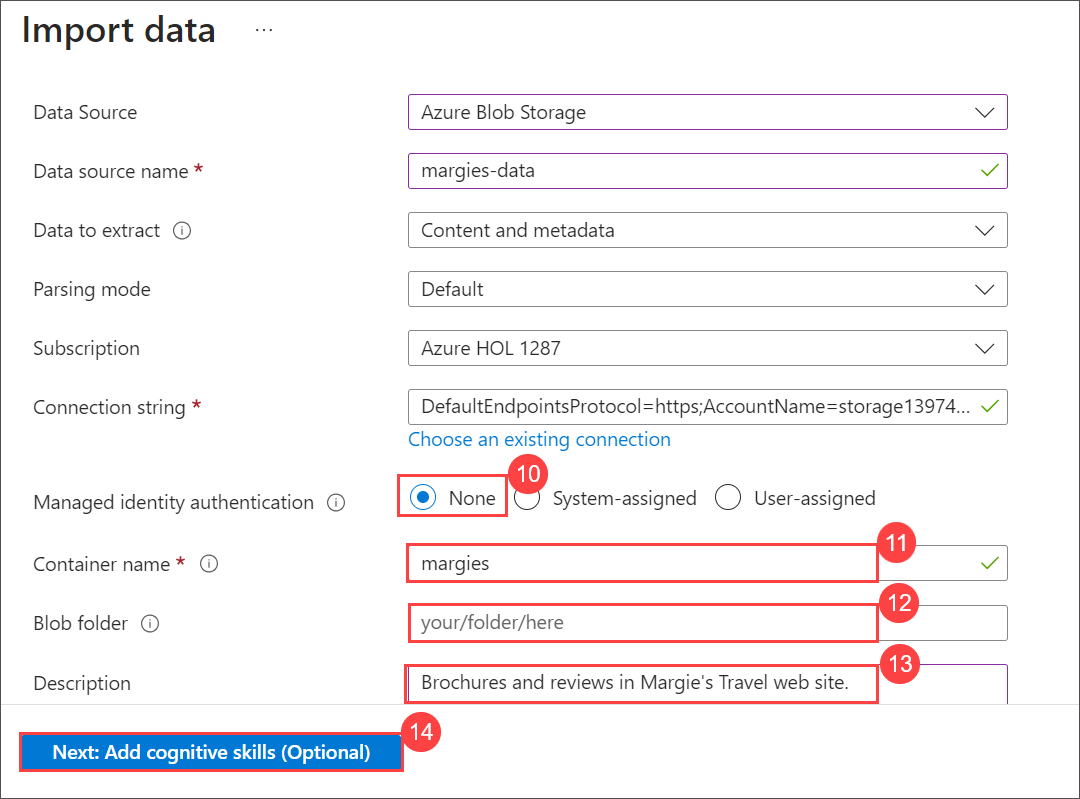 Import data ...
Data Source Azure Blob Storage
Data source name * margies-data
Data to extract Content and metadata
Parsing mode Default
Subscription Azure HOL 1287
Connection string * DefaultEndpointsProtocol=https;AccountName=storage13974...
Choose an existing connection
10
Managed identity authentication None System-assigned User-assigned
11
Container name * margies
12
Blob folder your/folder/here
13
Description Brochures and reviews in Margie's Travel web site.
14
Next: Add cognitive skills (Optional)